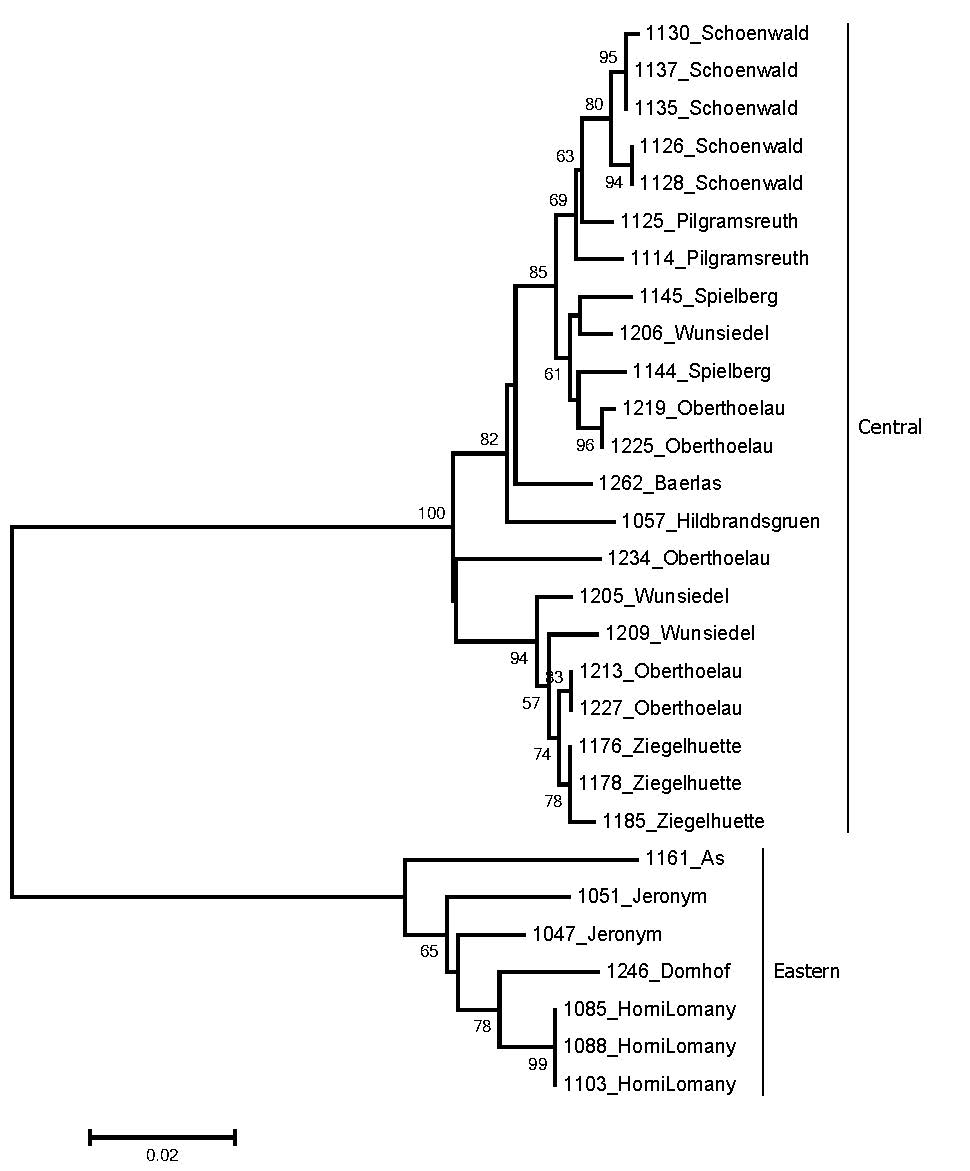 1130_Schoenwald
95
1137_Schoenwald
80
1135_Schoenwald
1126_Schoenwald
63
94
1128_Schoenwald
69
1125_Pilgramsreuth
1114_Pilgramsreuth
85
1145_Spielberg
1206_Wunsiedel
61
1144_Spielberg
1219_Oberthoelau
Central
82
96
1225_Oberthoelau
1262_Baerlas
100
1057_Hildbrandsgruen
1234_Oberthoelau
1205_Wunsiedel
1209_Wunsiedel
94
83
1213_Oberthoelau
57
1227_Oberthoelau
1176_Ziegelhuette
74
1178_Ziegelhuette
78
1185_Ziegelhuette
1161_As
1051_Jeronym
1047_Jeronym
65
1246_Dornhof
Eastern
1085_HorniLomany
78
1088_HorniLomany
99
1103_HorniLomany
0.02